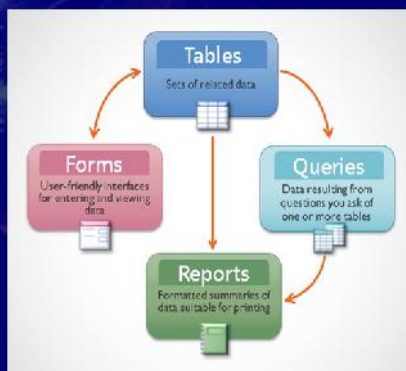 Tables
Sets of related data
Forms
User-friendly interfaces
for entering and viewing
data
Queries
Data resulting from
questions you ask of
one or more tables
Reports
Formatted summaries of
data suitable for printing